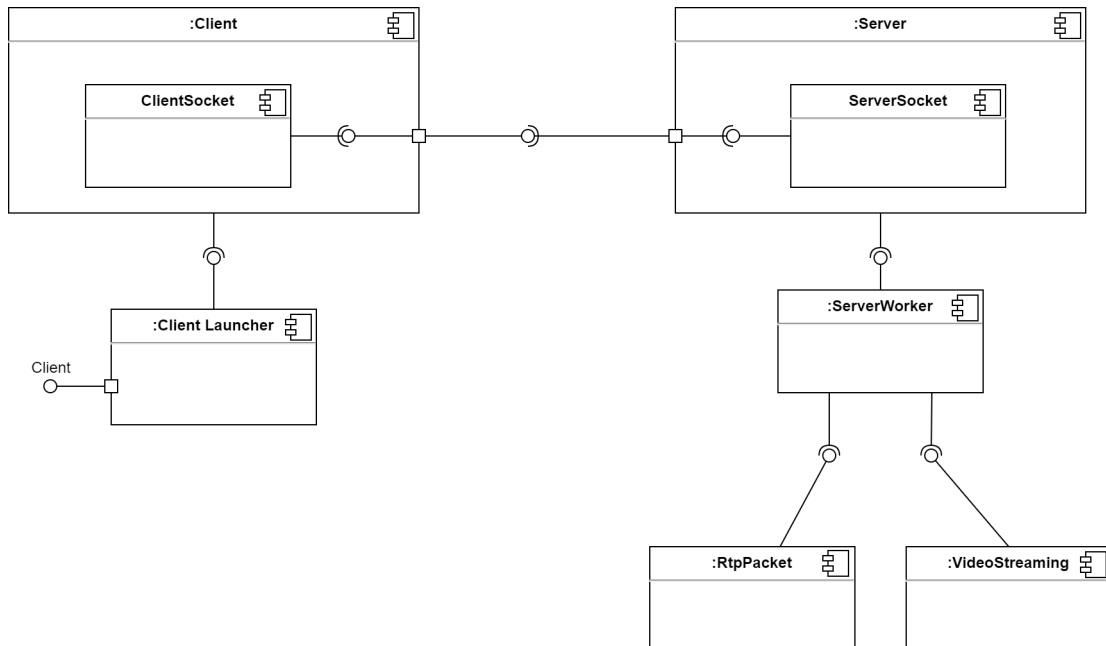 :Client
:Server
ClientSocket
ServerSocket
:Client Launcher
:ServerWorker
Client
:RtpPacket
:VideoStreaming